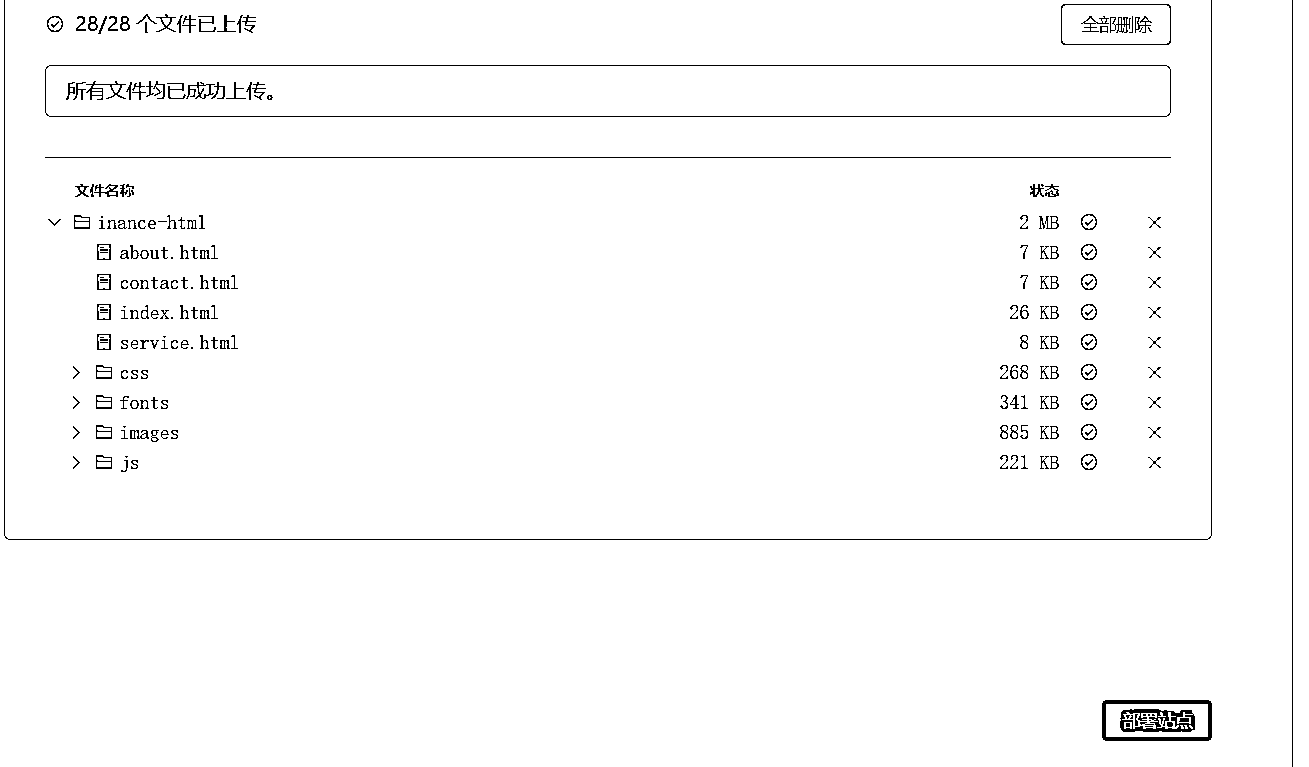 28/28 个文件已上传 全部删除
所有文件均已成功上传。
文件名称 状态
inance-html 2 MB
about.html 7 KB
contact.html 7 KB
index.html 26 KB
service.html 8 KB
css 268 KB
fonts 341 KB
images 885 KB
js 221 KB
部署站点